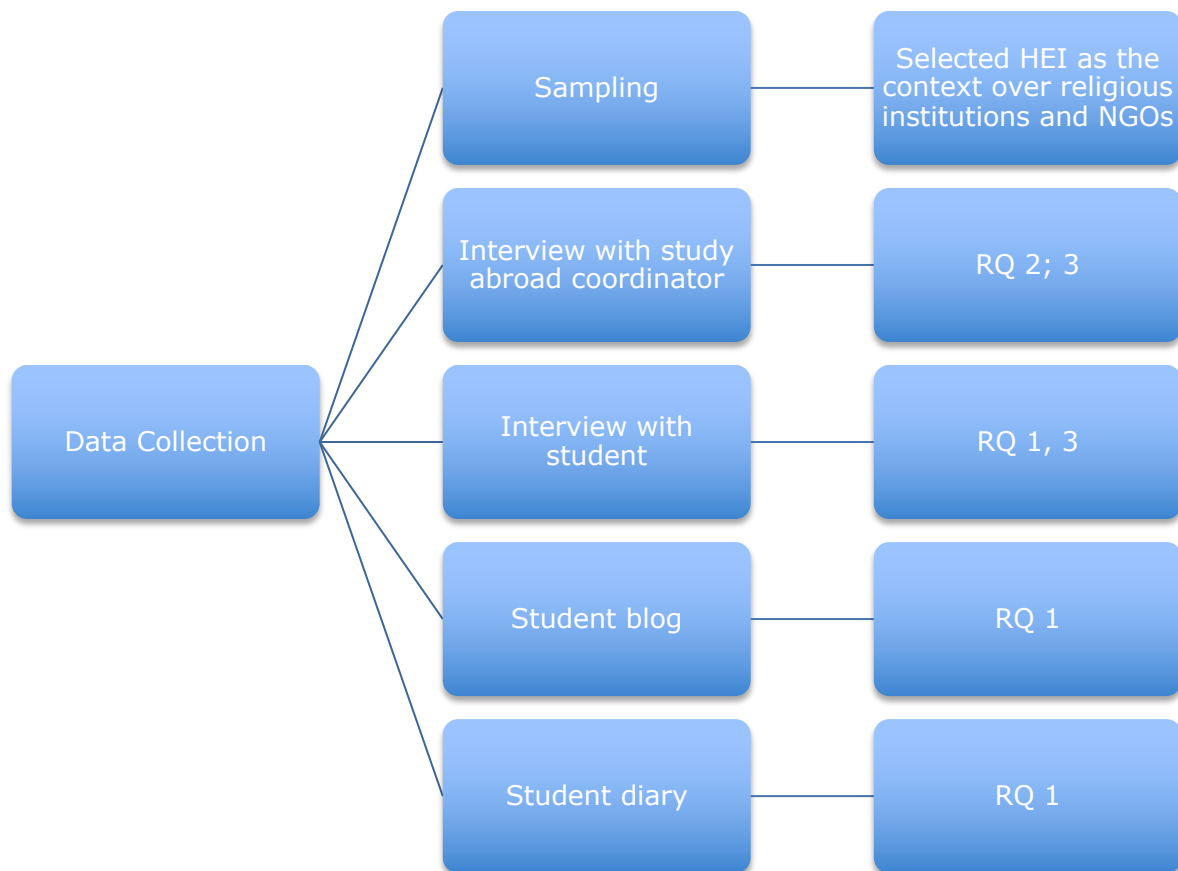 Data Collection
Sampling
Selected HEI as the
context over religious
institutions and NGOs
Interview with study
abroad coordinator
RQ 2; 3
Interview with
student
RQ 1, 3
Student blog
RQ 1
Student diary
RQ 1